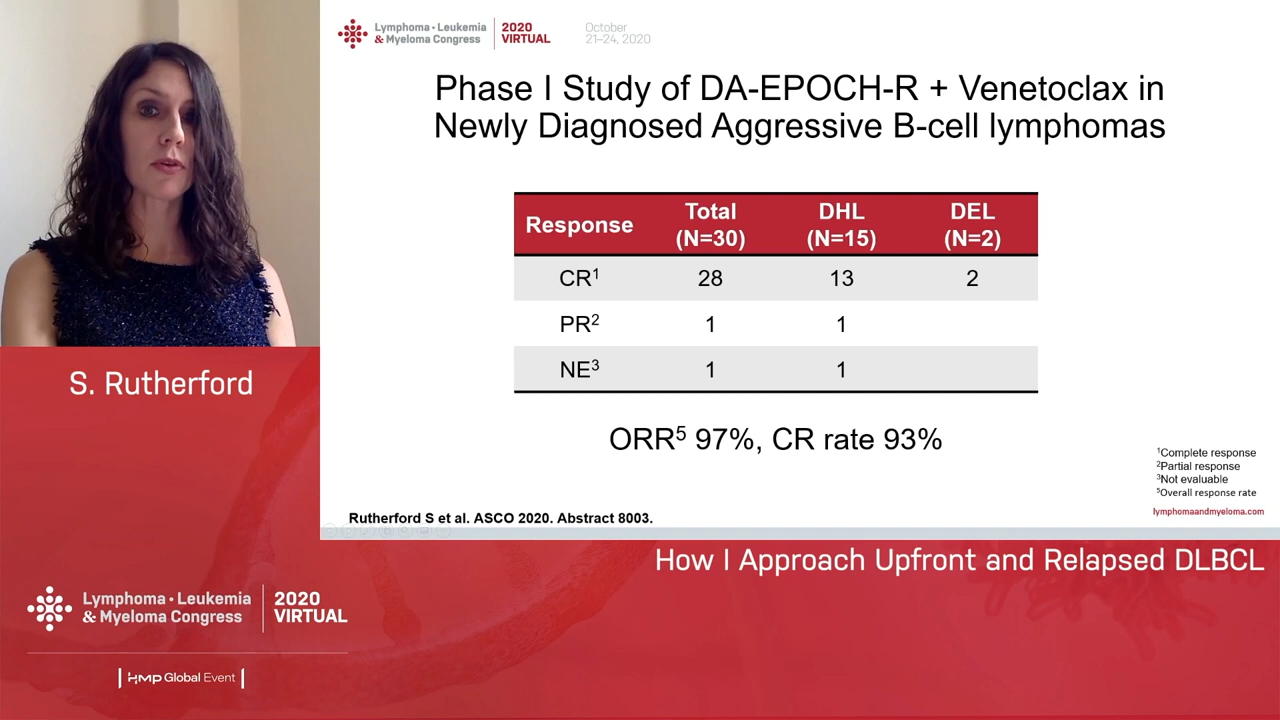 Lymphoma • Leukemia
& Myeloma Congress
2020
VIRTUAL
October
21–24, 2020
Phase I Study of DA-EPOCH-R + Venetoclax in
Newly Diagnosed Aggressive B-cell lymphomas
Response Total (N=30) DHL (N=15) DEL (N=2)
CR1 28 13 2
PR2 1 1
NE3 1 1
ORR5 97%, CR rate 93%
1Complete response
2Partial response
3Not evaluable
5Overall response rate
lymphomaandmyeloma.com
Rutherford S et al. ASCO 2020. Abstract 8003.
S. Rutherford
How I Approach Upfront and Relapsed DLBCL
Lymphoma • Leukemia
& Myeloma Congress
2020
VIRTUAL
HMP Global Event